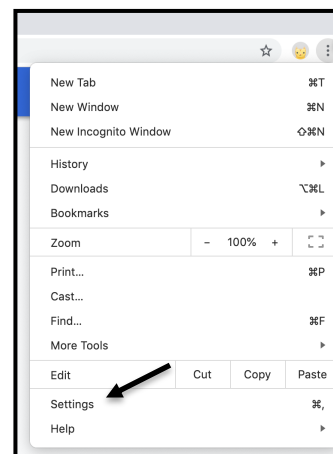 New Tab ⌘T
New Window ⌘N
New Incognito Window ⇧⌘N
History
Downloads ⌥⌘L
Bookmarks
Zoom - 100% +
Print... ⌘P
Cast...
Find... ⌘F
More Tools
Edit Cut Copy Paste
Settings ⌘,
Help